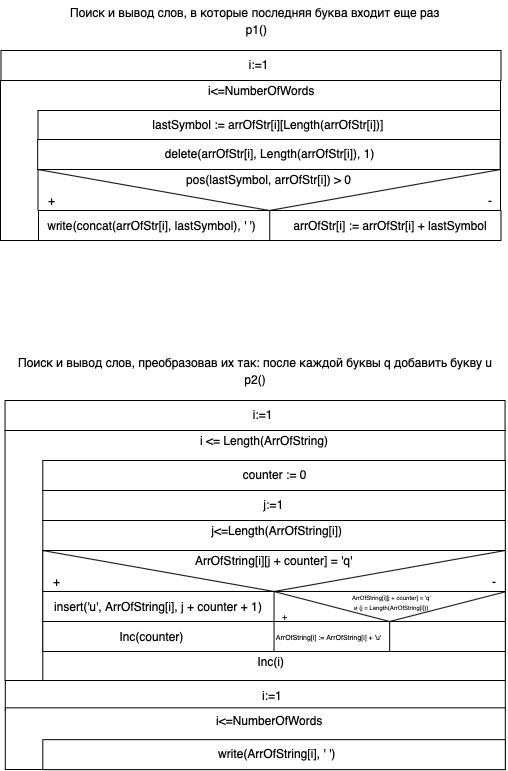 Поиск и вывод слов, в которые последняя буква входит еще раз
p1()
i:=1
i<=NumberOfWords
lastSymbol := arrOfStr[i][Length(arrOfStr[i])]
delete(arrOfStr[i], Length(arrOfStr[i]), 1)
pos(lastSymbol, arrOfStr[i]) > 0
+ -
write(concat(arrOfStr[i], lastSymbol), ' ') arrOfStr[i] := arrOfStr[i] + lastSymbol
Поиск и вывод слов, преобразовав их так: после каждой буквы q добавить букву u
p2()
i:=1
i <= Length(ArrOfString)
counter := 0
j:=1
j<=Length(ArrOfString[i])
ArrOfString[i][j + counter] = 'q'
+ -
insert('u', ArrOfString[i], j + counter + 1)
ArrOfString[i][j + counter] = 'q'
и (j = Length(ArrOfString[i]))
+
Inc(counter)
ArrOfString[i] := ArrOfString[i] + 'u'
Inc(i)
i:=1
i<=NumberOfWords
write(ArrOfString[i], ' ')